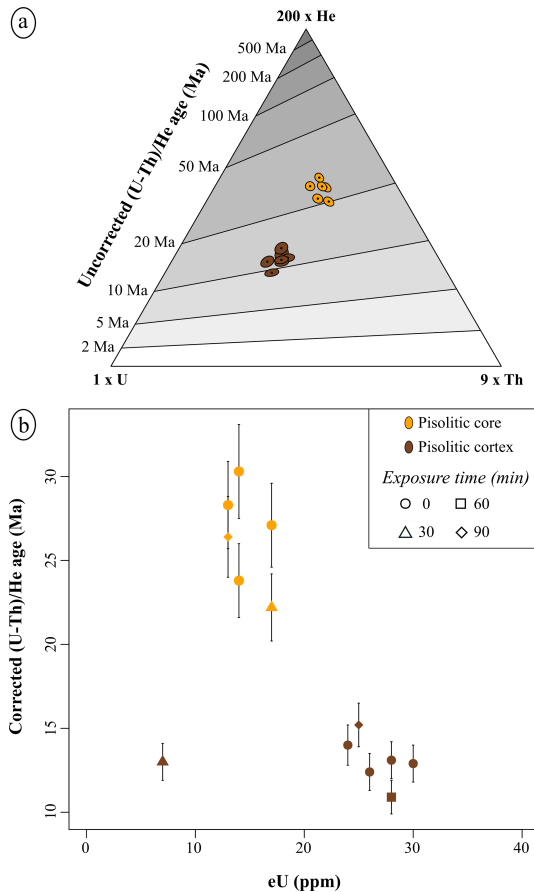 a
200 x He
500 Ma
200 Ma
100 Ma
50 Ma
20 Ma
10 Ma
5 Ma
2 Ma
Uncorrected (U-Th)/He age (Ma)
1 x U
9 x Th
b
Pisolitic core
Pisolitic cortex
Exposure time (min)
0 60
30 90
30
25
20
15
10
Corrected (U-Th)/He age (Ma)
0 10 20 30 40
eU (ppm)